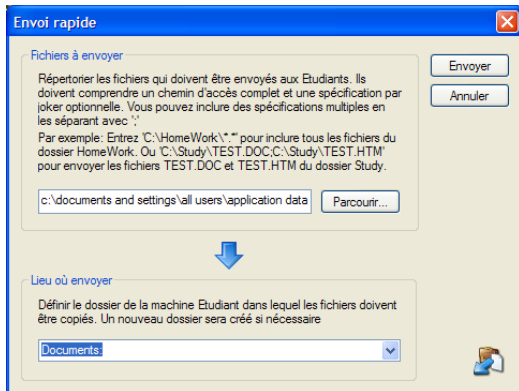 Envoi rapide
Fichiers à envoyer
Répertorier les fichiers qui doivent être envoyés aux Etudiants. Ils
doivent comprendre un chemin d'accès complet et une spécification par
joker optionnelle. Vous pouvez inclure des spécifications multiples en
les séparant avec ';'
Par exemple: Entrez 'C:\HomeWork\*.*' pour inclure tous les fichiers du
dossier HomeWork. Ou 'C:\Study\TEST.DOC;C:\Study\TEST.HTM'
pour envoyer les fichiers TEST.DOC et TEST.HTM du dossier Study.
c:\documents and settings\all users\application data
Parcourir...
Envoyer
Annuler
Lieu où envoyer
Définir le dossier de la machine Etudiant dans lequel les fichiers doivent
être copiés. Un nouveau dossier sera créé si nécessaire
Documents: